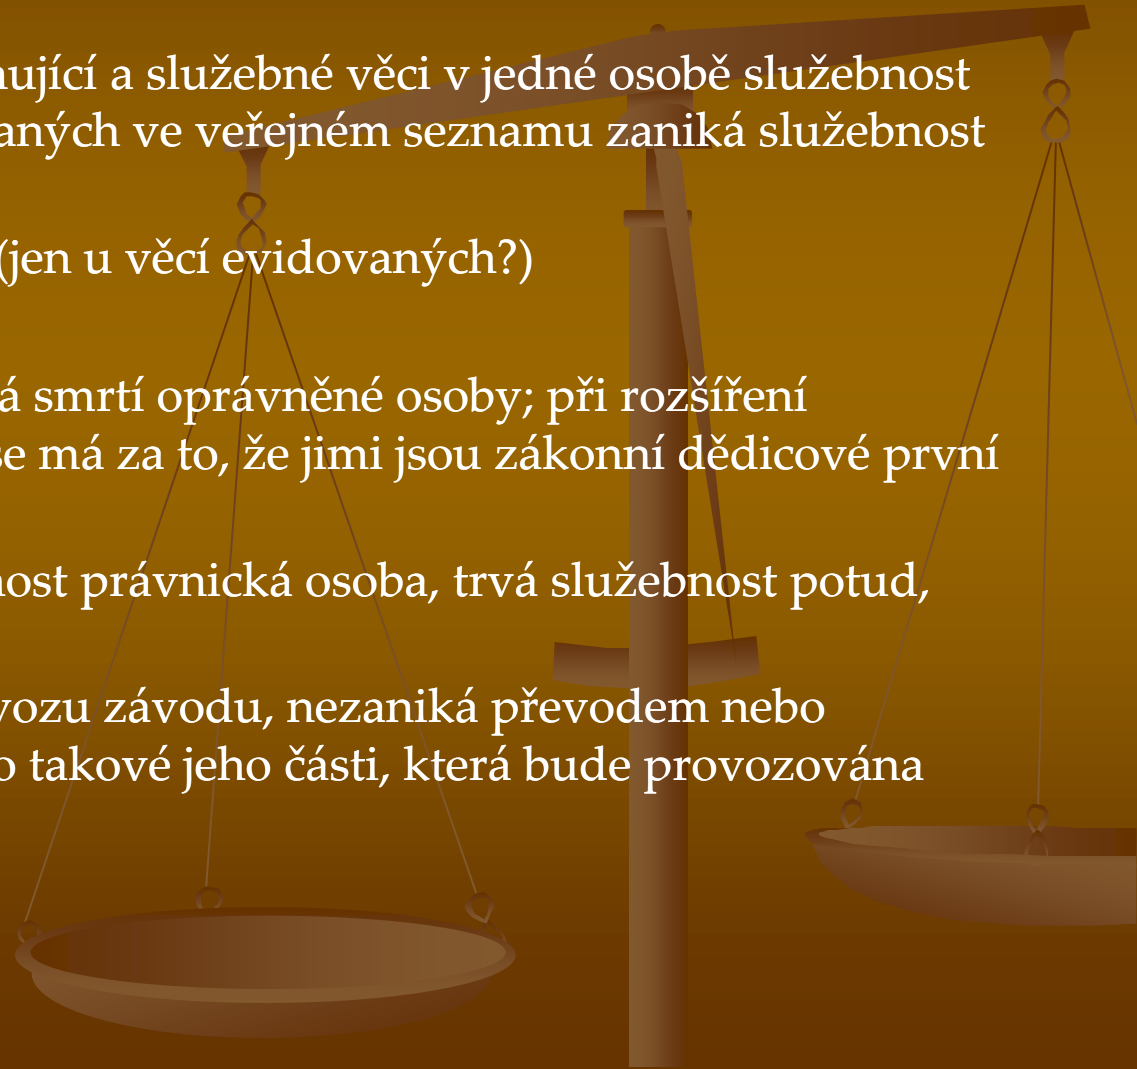 nující a služebné věci v jedné osobě služebnost
aných ve veřejném seznamu zaniká služebnost
(jen u věcí evidovaných?)
á smrtí oprávněné osoby; při rozšíření
se má za to, že jimi jsou zákonní dědicové první
nost právnická osoba, trvá služebnost potud,
vozu závodu, nezaniká převodem nebo
o takové jeho části, která bude provozována